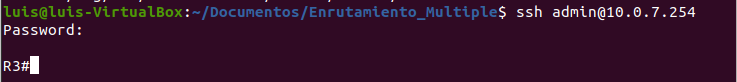 luis@luis-VirtualBox:~/Documentos/Enrutamiento_Multiple$ ssh admin@10.0.7.254
Password:
R3#